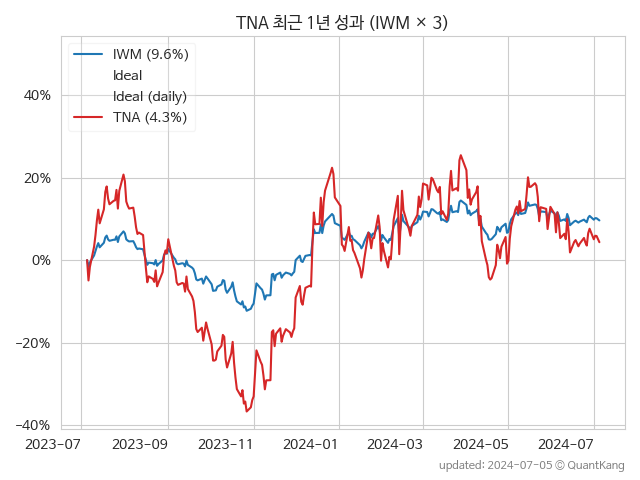 TNA 최근 1년 성과 (IWM × 3)
IWM (9.6%)
Ideal
Ideal (daily)
TNA (4.3%)
40%
20%
0%
−20%
−40%
2023−07 2023−09 2023−11 2024−01 2024−03 2024−05 2024−07
updated: 2024-07-05 ⓒ QuantKang